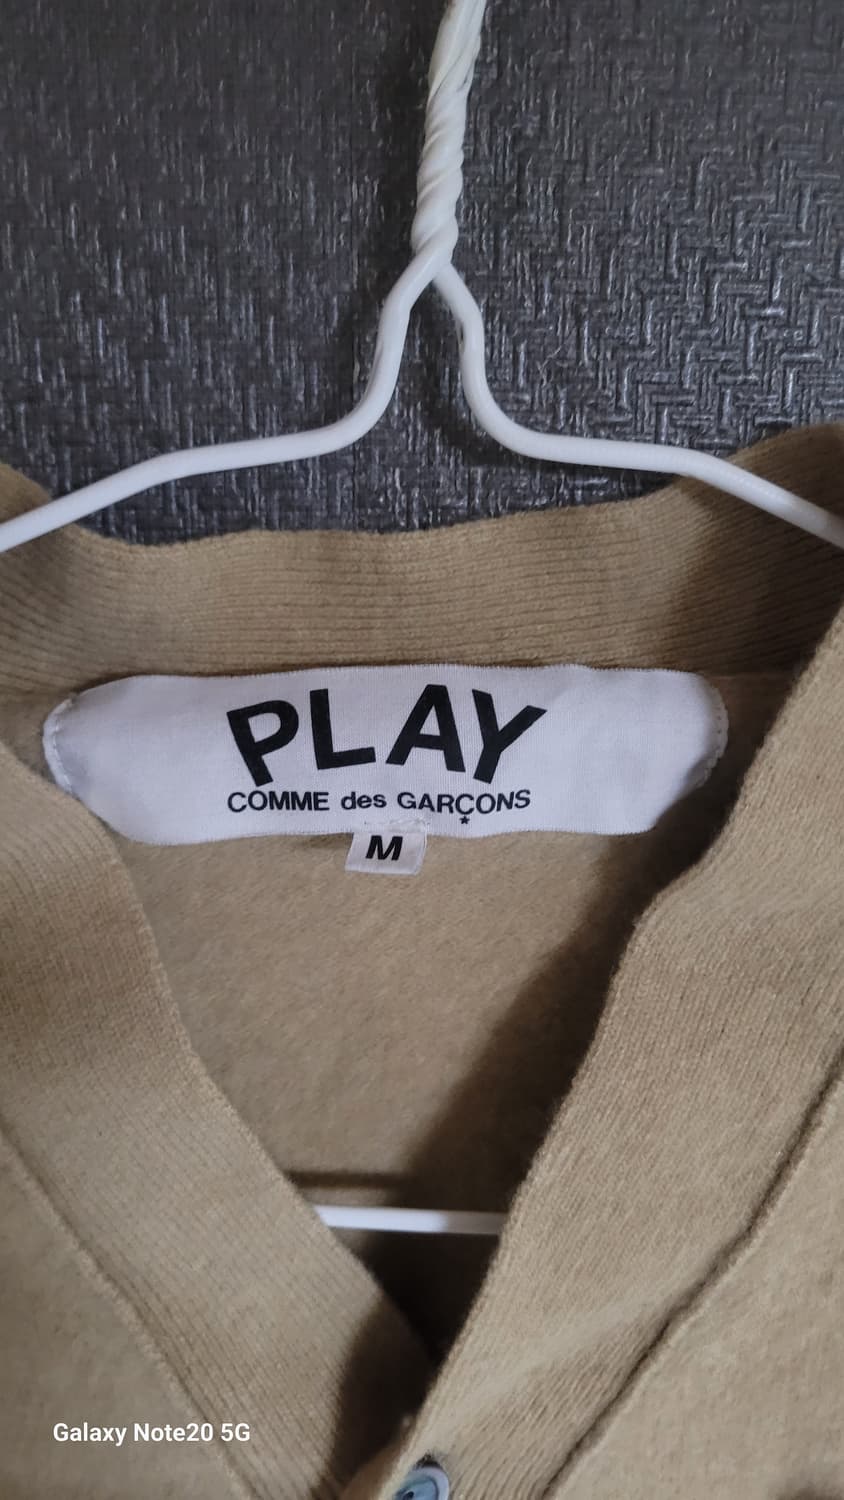 PLAY
COMME des GARÇONS
M
Galaxy Note20 5G